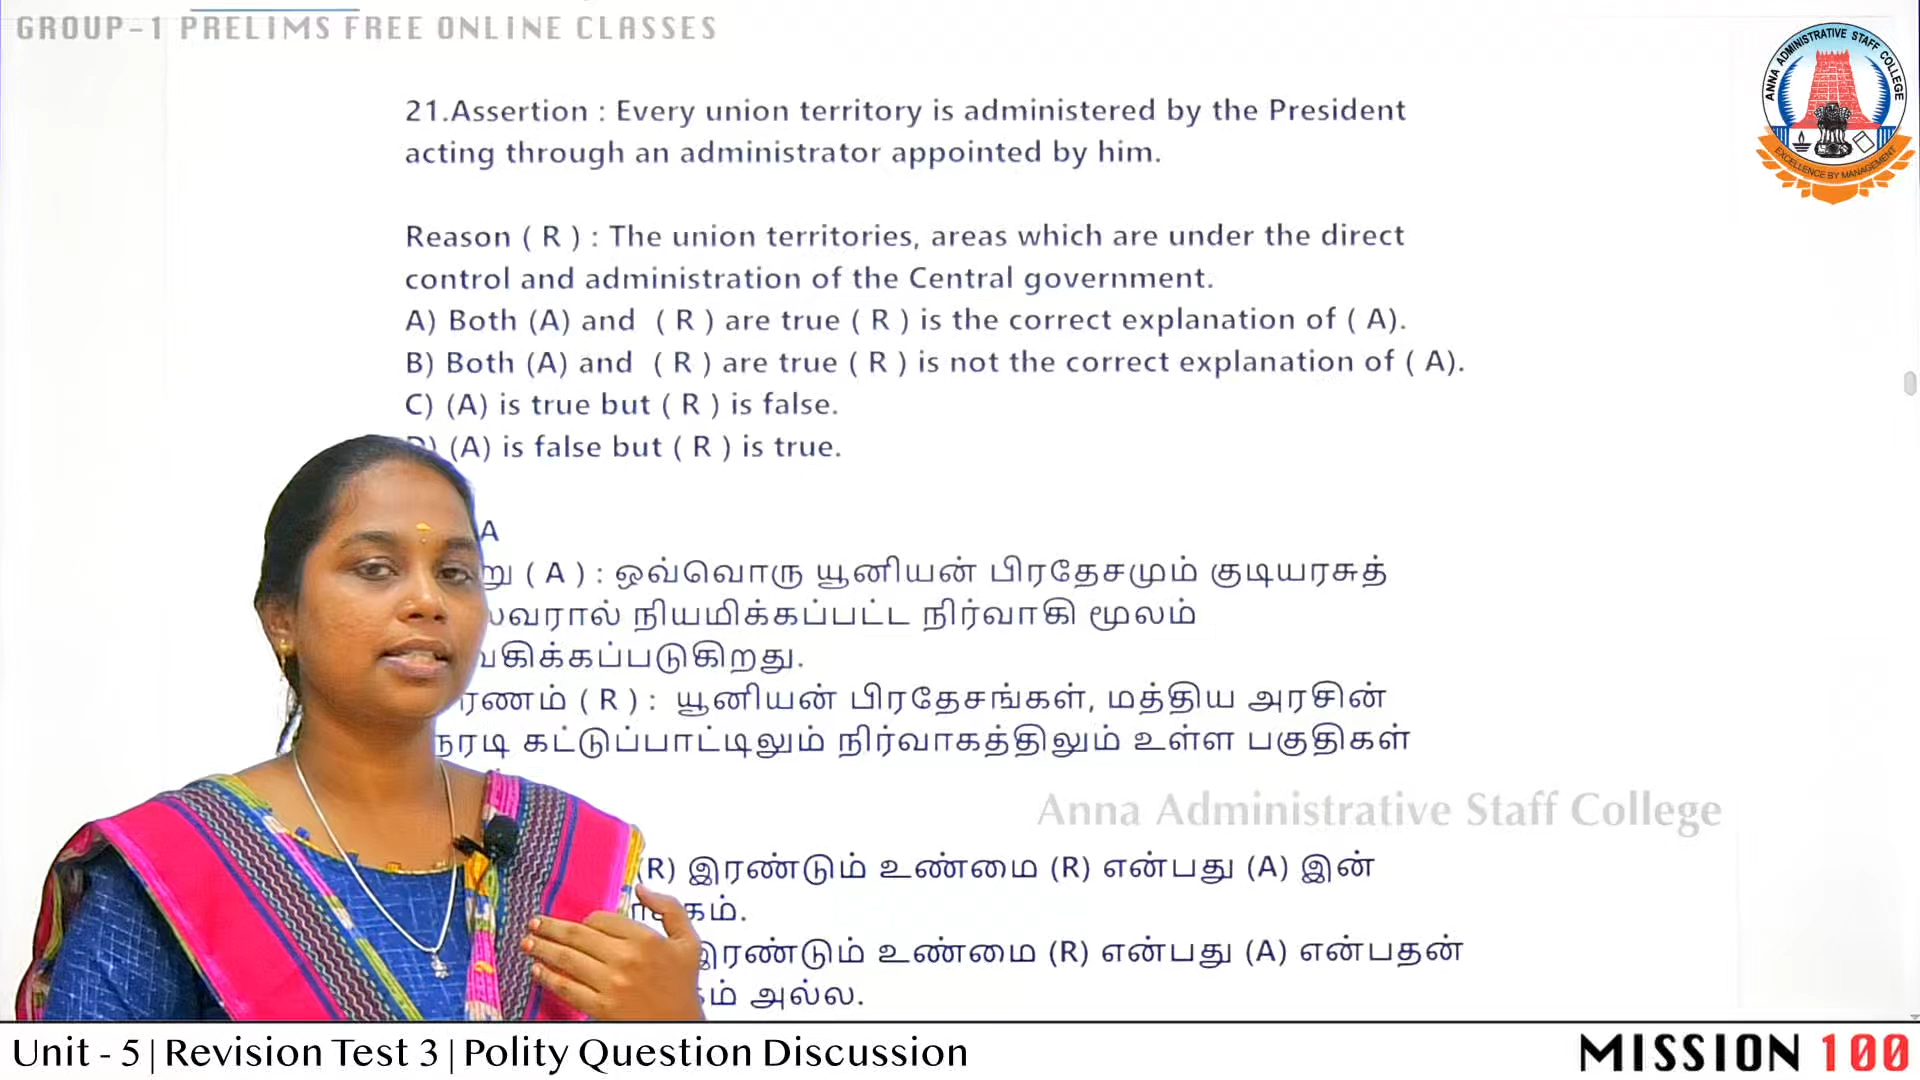 GROUP-1 PRELIMS FREE ONLINE CLASSES
ANNA ADMINISTRATIVE STAFF COLLEGE
EXCELLENCE BY MANAGEMENT
21.Assertion : Every union territory is administered by the President
acting through an administrator appointed by him.
Reason ( R ) : The union territories, areas which are under the direct
control and administration of the Central government.
A) Both (A) and ( R ) are true ( R ) is the correct explanation of ( A).
B) Both (A) and ( R ) are true ( R ) is not the correct explanation of ( A).
C) (A) is true but ( R ) is false.
D) (A) is false but ( R ) is true.
A
( A ) : ஒவ்வொரு யூனியன் பிரதேசமும் குடியரசுத்
நியமிக்கப்பட்ட நிர்வாகி மூலம்
( R ) : யூனியன் பிரதேசங்கள், மத்திய அரசின்
கட்டுப்பாட்டிலும் நிர்வாகத்திலும் உள்ள பகுதிகள்
Anna Administrative Staff College
(R) இரண்டும் உண்மை (R) என்பது (A) இன்
இரண்டும் உண்மை (R) என்பது (A) என்பதன்
அல்ல.
Unit - 5 | Revision Test 3 | Polity Question Discussion
MISSION 100